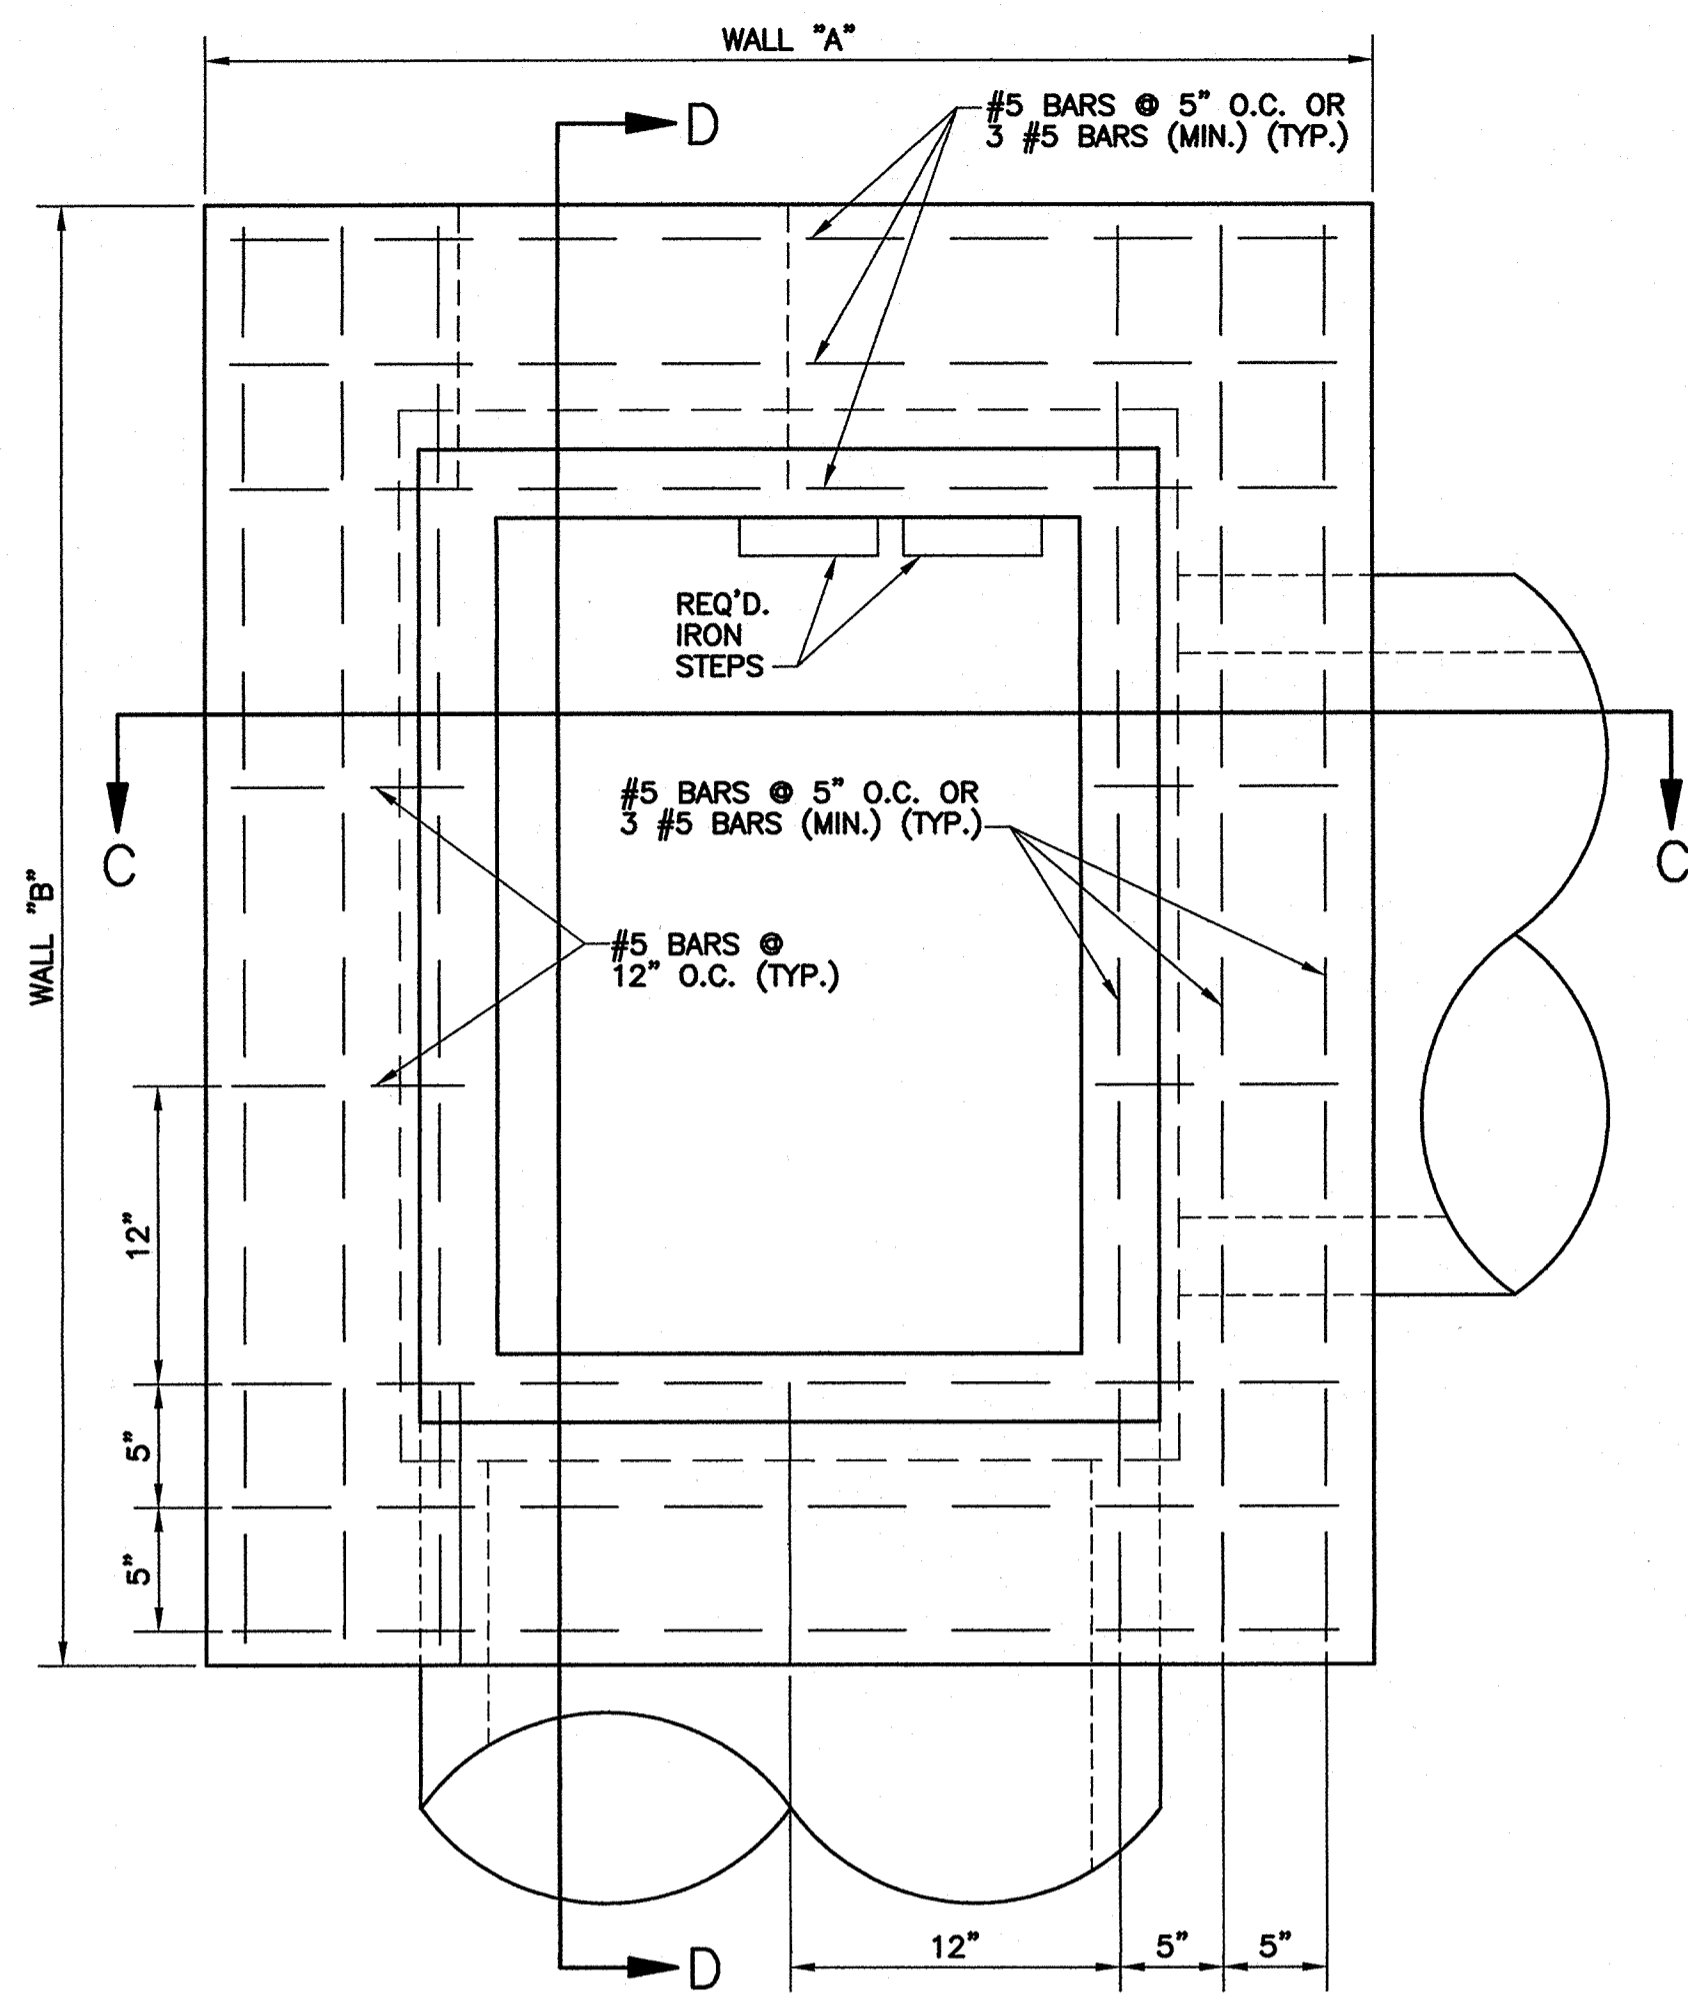 WALL "A"
D
#5 BARS @ 5" O.C. OR
3 #5 BARS (MIN.) (TYP.)
REQ'D.
IRON
STEPS
#5 BARS @ 5" O.C. OR
3 #5 BARS (MIN.) (TYP.)
C
C
WALL "B"
#5 BARS @
12" O.C. (TYP.)
12"
5"
5"
12"
5"
5"
D